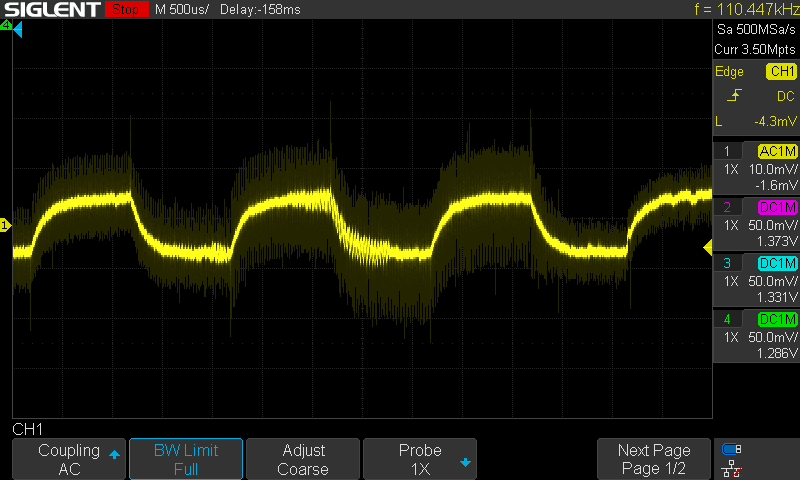 SIGLENT Stop M 500us/ Delay:-158ms f = 110.447kHz
Sa 500MSa/s
Curr 3.50Mpts
Edge CH1
DC
L -4.3mV
1 AC1M
1X 10.0mV/
-1.6mV
2 DC1M
1X 50.0mV/
1.373V
3 DC1M
1X 50.0mV/
1.331V
4 DC1M
1X 50.0mV/
1.286V
4
1
CH1
Coupling
AC
BW Limit
Full
Adjust
Coarse
Probe
1X
Next Page
Page 1/2